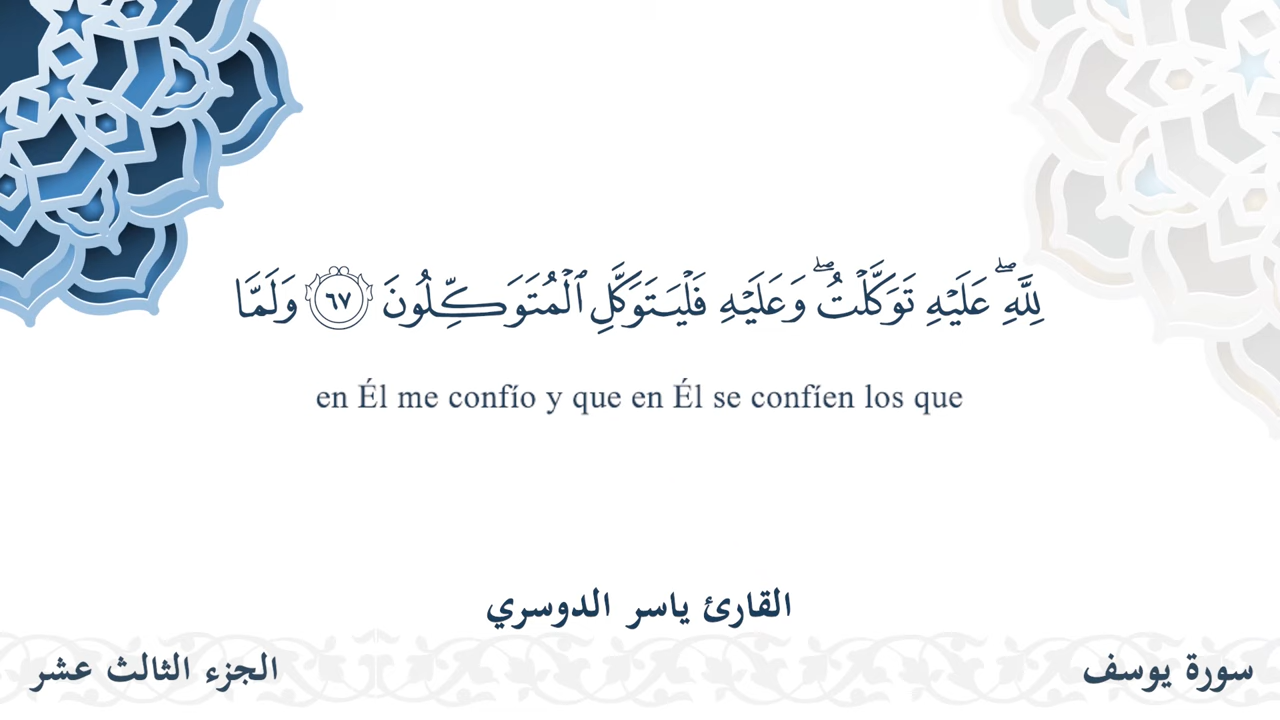 لِلَّهِۖ عَلَيۡهِ تَوَكَّلۡتُۖ وَعَلَيۡهِ فَلۡيَتَوَكَّلِ ٱلۡمُتَوَكِّلُونَ ٦٧ وَلَمَّا
en Él me confío y que en Él se confíen los que
القارئ ياسر الدوسري
سورة يوسف
الجزء الثالث عشر